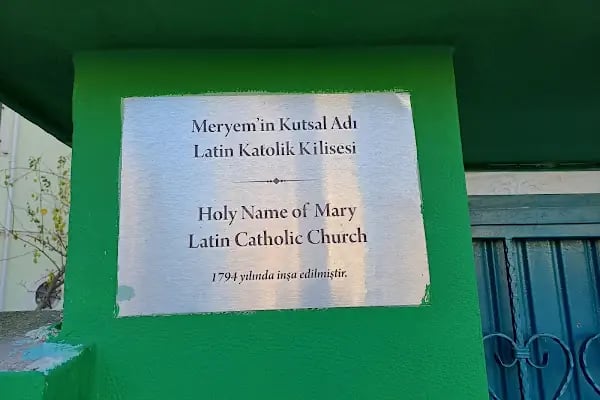 Meryem'in Kutsal Adı
Latin Katolik Kilisesi
Holy Name of Mary
Latin Catholic Church
1794 yılında inşa edilmiştir.